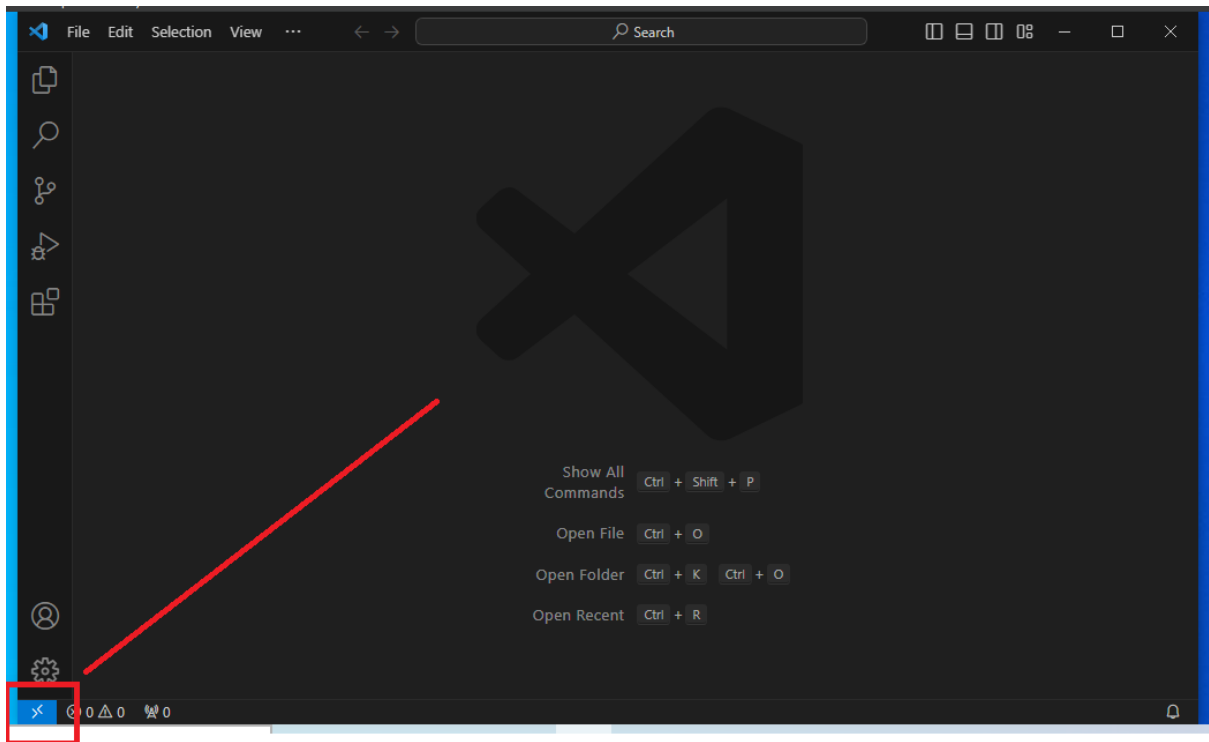 File Edit Selection View ...
Search
Show All
Commands Ctrl + Shift + P
Open File Ctrl + O
Open Folder Ctrl + K Ctrl + O
Open Recent Ctrl + R
0 0 0